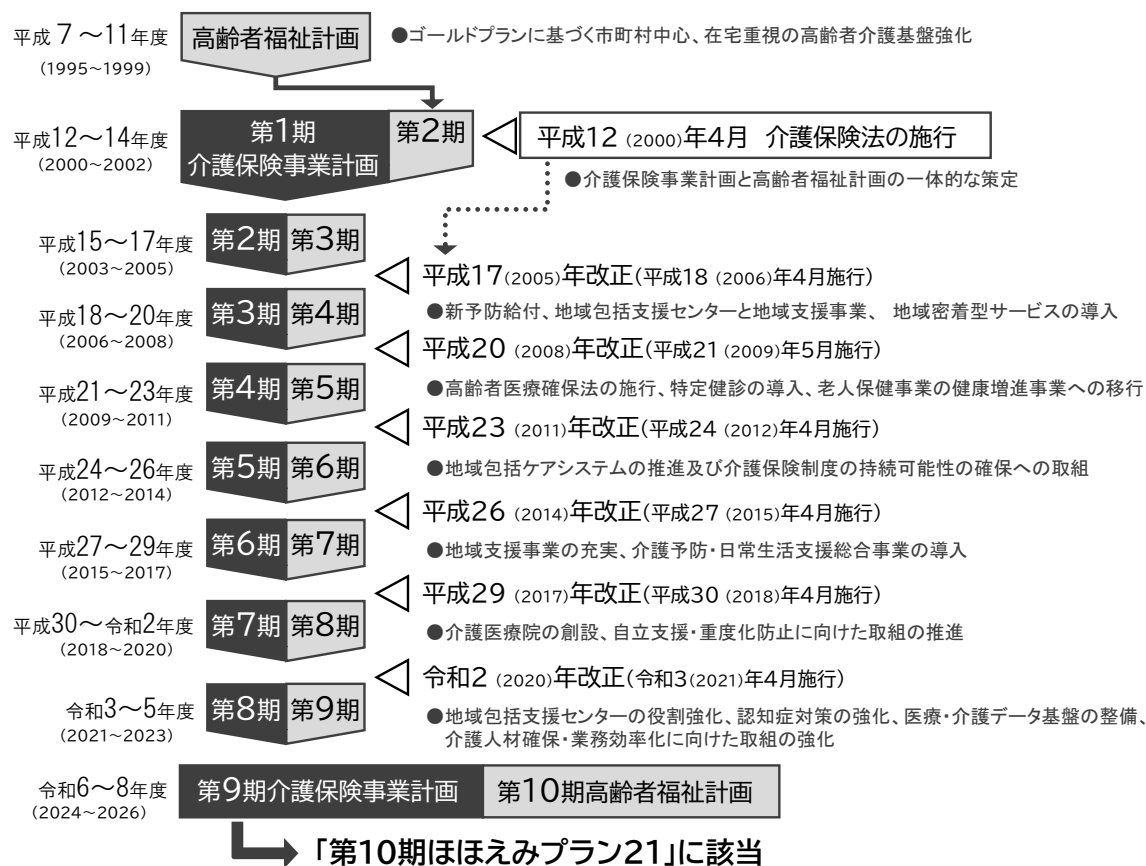 平成7～11年度
(1995~1999)
高齢者福祉計画
●ゴールドプランに基づく市町村中心、在宅重視の高齢者介護基盤強化
平成12～14年度
(2000~2002)
第1期
介護保険事業計画
第2期
平成12 (2000)年4月 介護保険法の施行
●介護保険事業計画と高齢者福祉計画の一体的な策定
平成15～17年度
(2003~2005)
第2期 第3期
平成17(2005)年改正(平成18 (2006)年4月施行)
●新予防給付、地域包括支援センターと地域支援事業、 地域密着型サービスの導入
平成18～20年度
(2006~2008)
第3期 第4期
平成20 (2008)年改正(平成21 (2009)年5月施行)
●高齢者医療確保法の施行、特定健診の導入、老人保健事業の健康増進事業への移行
平成21～23年度
(2009~2011)
第4期 第5期
平成23 (2011)年改正(平成24 (2012)年4月施行)
●地域包括ケアシステムの推進及び介護保険制度の持続可能性の確保への取組
平成24～26年度
(2012~2014)
第5期 第6期
平成26 (2014)年改正(平成27 (2015)年4月施行)
●地域支援事業の充実、介護予防・日常生活支援総合事業の導入
平成27～29年度
(2015~2017)
第6期 第7期
平成29 (2017)年改正(平成30 (2018)年4月施行)
●介護医療院の創設、自立支援・重度化防止に向けた取組の推進
平成30～令和2年度
(2018~2020)
第7期 第8期
令和2 (2020)年改正(令和3(2021)年4月施行)
●地域包括支援センターの役割強化、認知症対策の強化、医療・介護データ基盤の整備、
介護人材確保・業務効率化に向けた取組の強化
令和3～5年度
(2021~2023)
第8期 第9期
令和6～8年度
(2024~2026)
第9期介護保険事業計画 第10期高齢者福祉計画
「第10期ほほえみプラン21」に該当